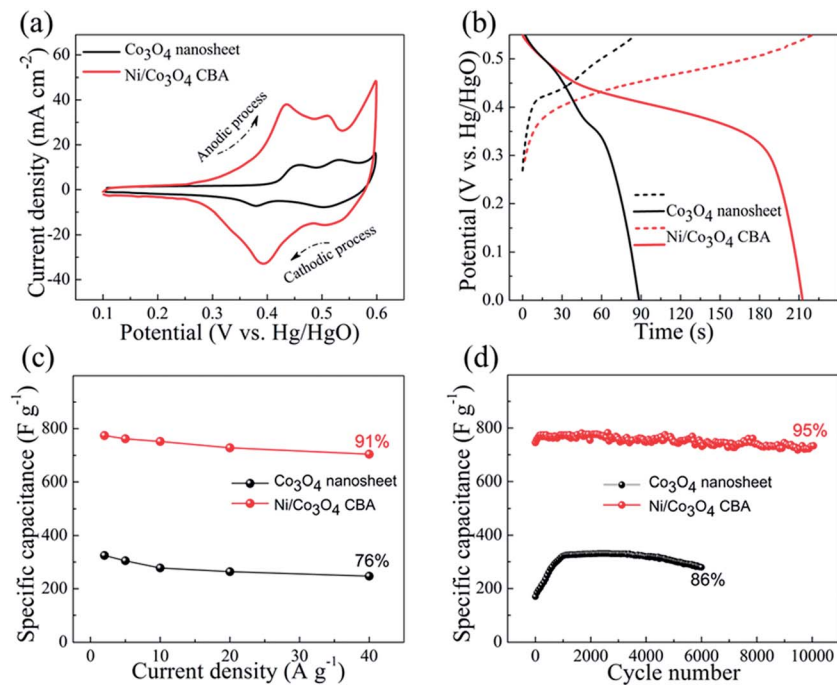 (a)
60
40
20
0
-20
-40
0.1 0.2 0.3 0.4 0.5 0.6
Current density (mA cm⁻²)
Potential (V vs. Hg/HgO)
Co₃O₄ nanosheet
Ni/Co₃O₄ CBA
Anodic process
Cathodic process
(b)
0.5
0.4
0.3
0.2
0.1
0.0
0 30 60 90 120 150 180 210
Potential (V vs. Hg/HgO)
Time (s)
Co₃O₄ nanosheet
Ni/Co₃O₄ CBA
(c)
800
600
400
200
0
0 10 20 30 40
Specific capacitance (F g⁻¹)
Current density (A g⁻¹)
91%
Co₃O₄ nanosheet
Ni/Co₃O₄ CBA
76%
(d)
800
600
400
200
0
0 2000 4000 6000 8000 10000
Specific capacitance (F g⁻¹)
Cycle number
95%
Co₃O₄ nanosheet
Ni/Co₃O₄ CBA
86%